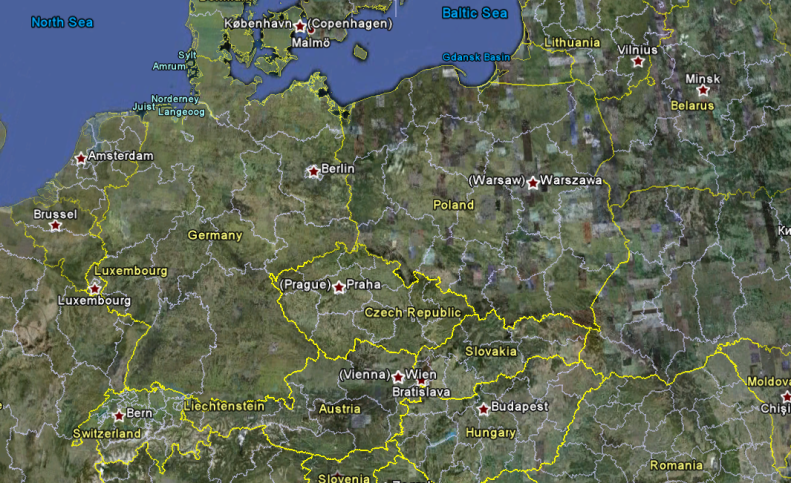 North Sea
København
(Copenhagen)
Malmö
Baltic Sea
Gdansk Basin
Lithuania
Vilnius
Minsk
Belarus
Sylt
Amrum
Norderney
Juist
Langeoog
Amsterdam
Berlin
(Warsaw)
Warszawa
Poland
Brussel
Germany
Luxembourg
Luxembourg
(Prague)
Praha
Czech Republic
Slovakia
(Vienna)
Wien
Bratislava
Moldova
Chiși
Bern
Liechtenstein
Austria
Budapest
Switzerland
Hungary
Romania
Slovenia